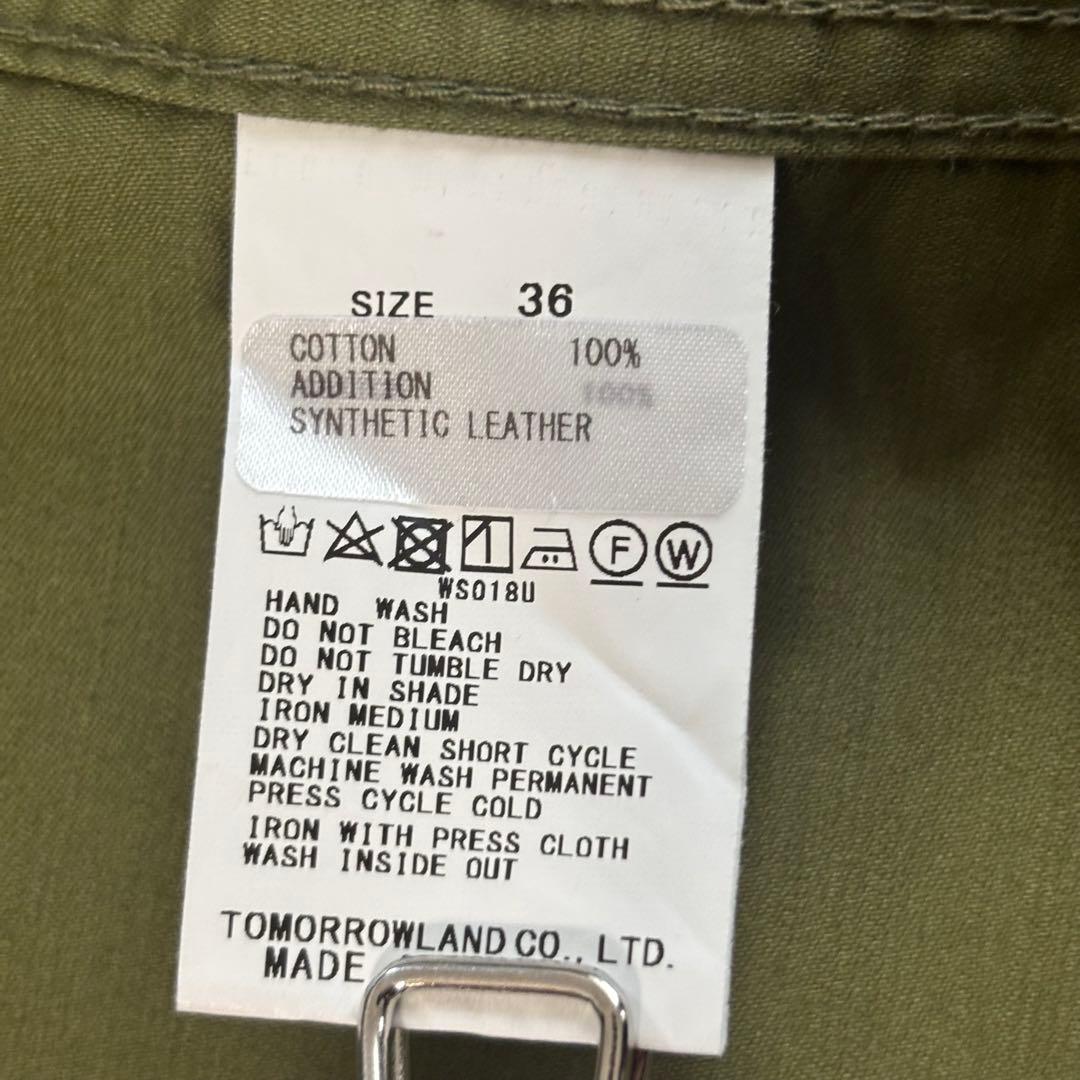 SIZE 36
COTTON 100%
ADDITION
SYNTHETIC LEATHER
F W
WS018U
HAND WASH
DO NOT BLEACH
DO NOT TUMBLE DRY
DRY IN SHADE
IRON MEDIUM
DRY CLEAN SHORT CYCLE
MACHINE WASH PERMANENT
PRESS CYCLE COLD
IRON WITH PRESS CLOTH
WASH INSIDE OUT
TOMORROWLAND CO., LTD.
MADE